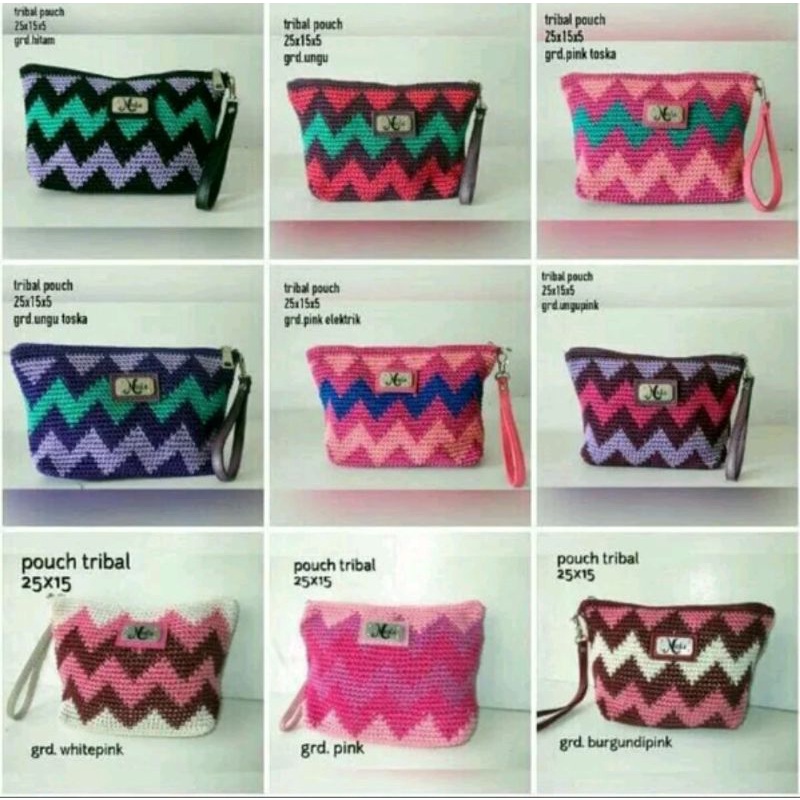 tribal pouch
25x15x5
grd.hitam
tribal pouch
25x15x5
grd.ungu
tribal pouch
25x15x5
grd.pink toska
tribal pouch
25x15x5
grd.ungu toska
tribal pouch
25x15x5
grd.pink elektrik
tribal pouch
25x15x5
grd.ungupink
pouch tribal
25x15
grd. whitepink
pouch tribal
25x15
grd. pink
pouch tribal
25x15
grd. burgundipink